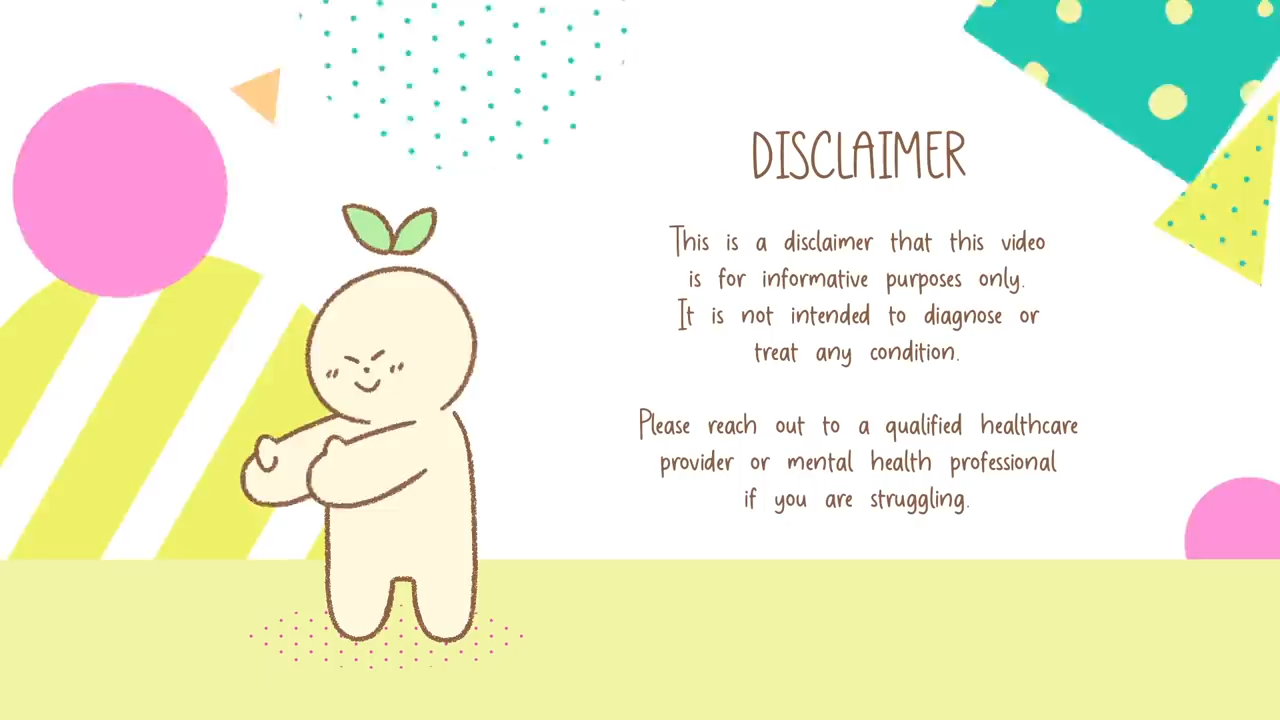 DISCLAIMER
This is a disclaimer that this video
is for informative purposes only.
It is not intended to diagnose or
treat any condition.
Please reach out to a qualified healthcare
provider or mental health professional
if you are struggling.